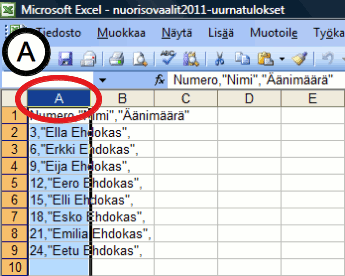 Microsoft Excel - nuorisovaalit2011-uurnatulokset
A
Tiedosto Muokkaa Näytä Lisää Muotoile Työka
fx Numero,"Nimi","Äänimäärä"
A B C D E
1 Numero,"Nimi","Äänimäärä"
2 3,"Ella Ehdokas",
3 6,"Erkki Ehdokas",
4 9,"Eija Ehdokas",
5 12,"Eero Ehdokas",
6 15,"Elli Ehdokas",
7 18,"Esko Ehdokas",
8 21,"Emilia Ehdokas",
9 24,"Eetu Ehdokas",
10